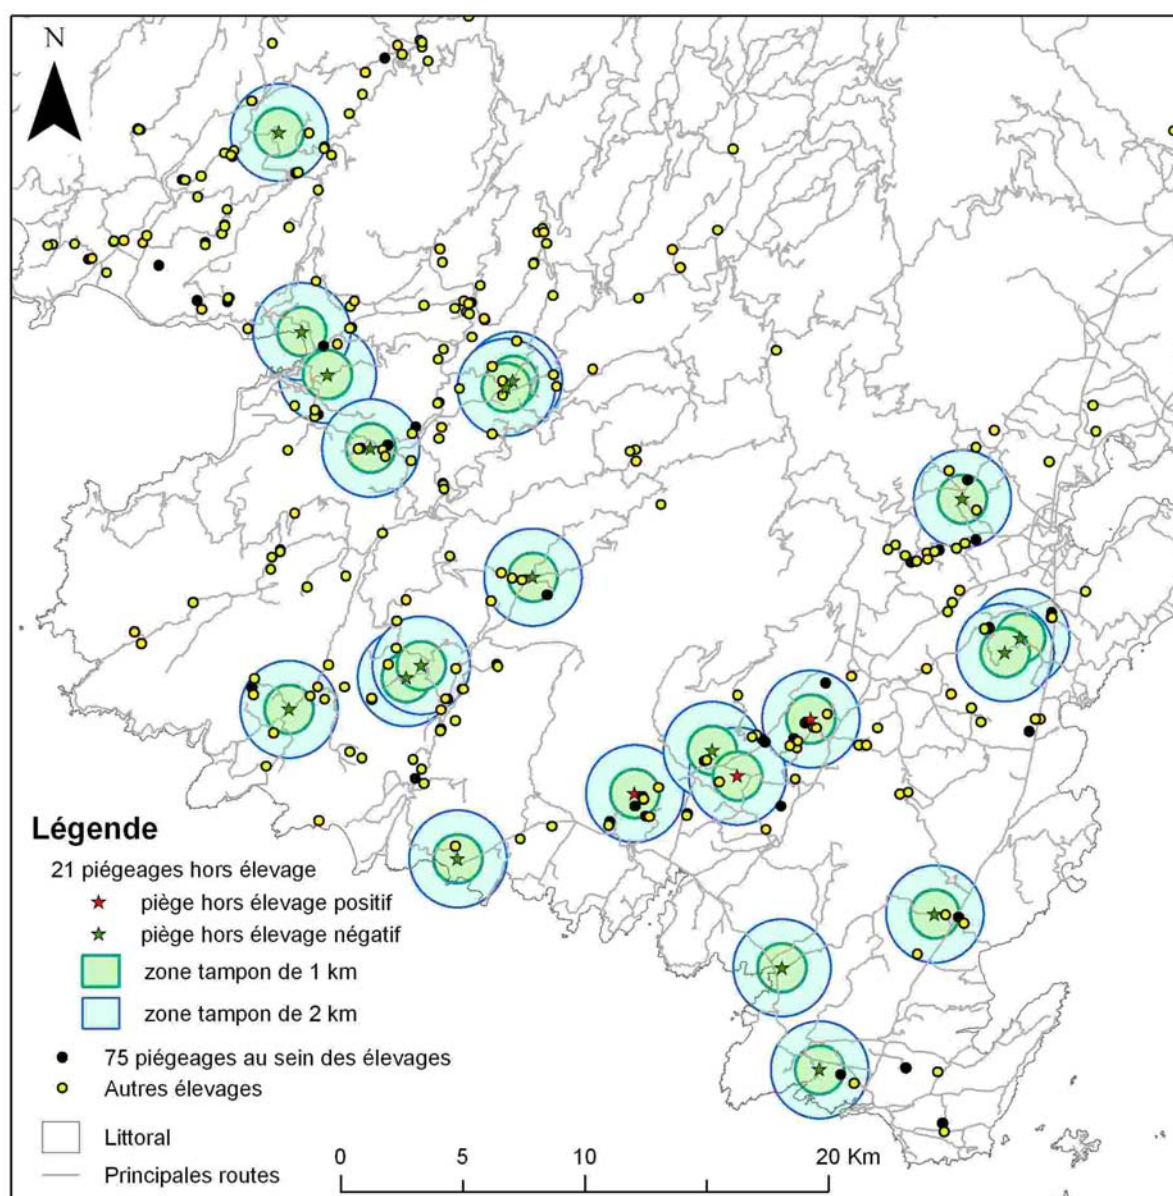 N
Légende
21 piégeages hors élevage
piège hors élevage positif
piège hors élevage négatif
zone tampon de 1 km
zone tampon de 2 km
75 piégeages au sein des élevages
Autres élevages
Littoral
Principales routes
0 5 10 20 Km